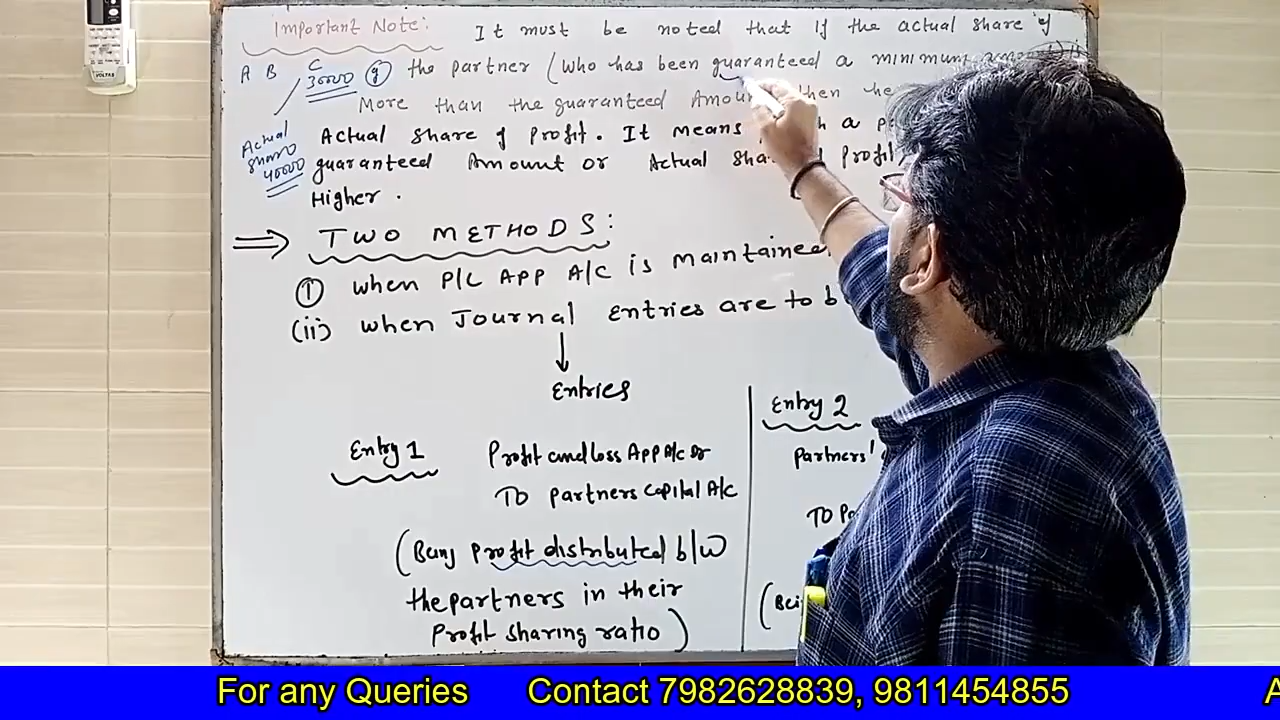 Important Note: It must be noted that if the actual share of
A B C (g) the partner (who has been guaranteed a minimum
30000
More than the guaranteed Amount then he
Actual share of profit. It means a
Actual
40000
guaranteed Amount or Actual profit
Higher.
⇒ TWO METHODS:
(i) when P/L APP A/C is maintained
(ii) when Journal Entries are to b
Entries
Entry 1
Profit and loss App A/c Dr
To partners capital A/C
(Being profit distributed b/w
the partners in their
Profit sharing ratio)
Entry 2
Partners'
To
For any Queries Contact 7982628839, 9811454855
VOLTAS